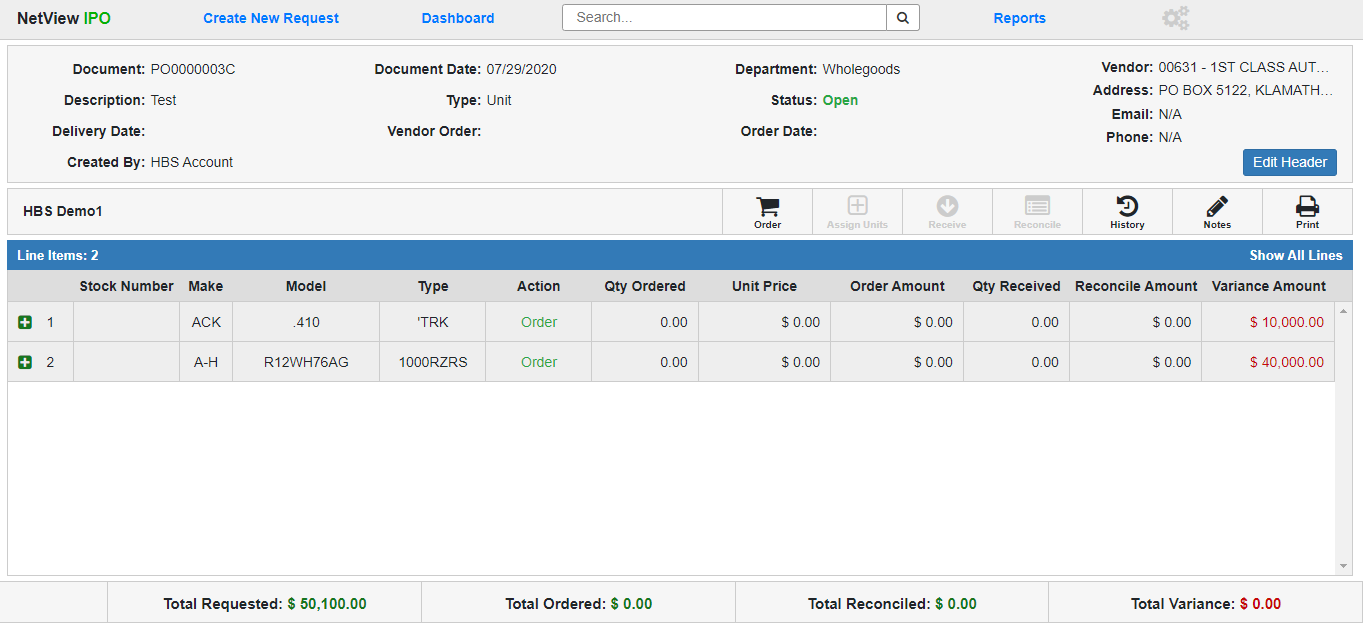 NetView IPO Create New Request Dashboard Search... Reports
Document: PO0000003C Document Date: 07/29/2020 Department: Wholegoods Vendor: 00631 - 1ST CLASS AUT...
Description: Test Type: Unit Status: Open Address: PO BOX 5122, KLAMATH...
Delivery Date: Vendor Order: Order Date: Email: N/A
Phone: N/A
Created By: HBS Account Edit Header
HBS Demo1 Order Assign Units Receive Reconcile History Notes Print
Line Items: 2 Show All Lines
Stock Number Make Model Type Action Qty Ordered Unit Price Order Amount Qty Received Reconcile Amount Variance Amount
1 ACK .410 'TRK Order 0.00 $ 0.00 $ 0.00 0.00 $ 0.00 $ 10,000.00
2 A-H R12WH76AG 1000RZRS Order 0.00 $ 0.00 $ 0.00 0.00 $ 0.00 $ 40,000.00
Total Requested: $ 50,100.00 Total Ordered: $ 0.00 Total Reconciled: $ 0.00 Total Variance: $ 0.00